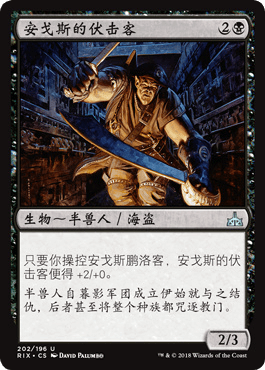 安戈斯的伏击客 2
生物~半兽人 / 海盗
只要你操控安戈斯鹏洛客，安戈斯的伏
击客便得 +2/+0。
半兽人自暮影军团成立伊始就与之结
仇，后者甚至将整个种族都咒逐教门。
2/3
202/196 U
RIX • CS DAVID PALUMBO
™ & © 2018 Wizards of the Coast